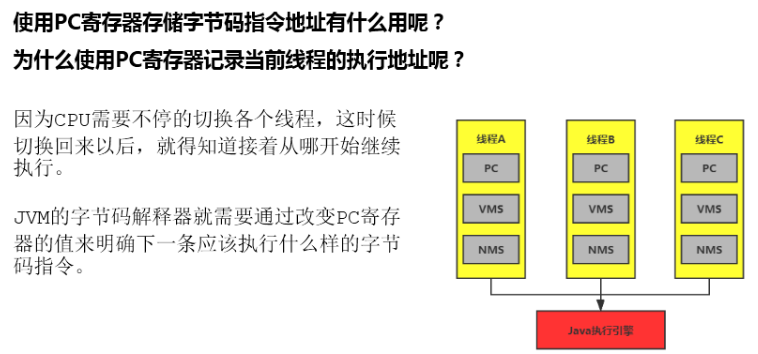 使用PC寄存器存储字节码指令地址有什么用呢？
为什么使用PC寄存器记录当前线程的执行地址呢？
因为CPU需要不停的切换各个线程，这时候
切换回来以后，就得知道接着从哪开始继续
执行。
JVM的字节码解释器就需要通过改变PC寄存
器的值来明确下一条应该执行什么样的字节
码指令。
线程A
PC
VMS
NMS
线程B
PC
VMS
NMS
线程C
PC
VMS
NMS
Java执行引擎